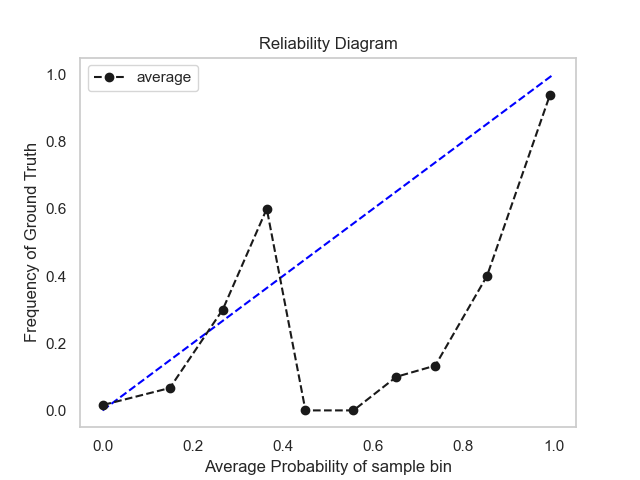 Reliability Diagram
average
Frequency of Ground Truth
1.0
0.8
0.6
0.4
0.2
0.0
0.0 0.2 0.4 0.6 0.8 1.0
Average Probability of sample bin